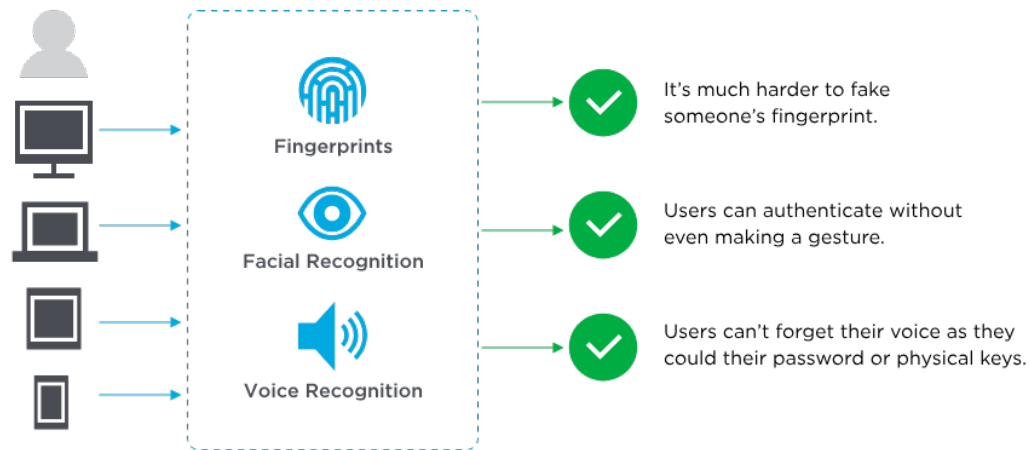 Fingerprints
It's much harder to fake
someone's fingerprint.
Facial Recognition
Users can authenticate without
even making a gesture.
Voice Recognition
Users can't forget their voice as they
could their password or physical keys.